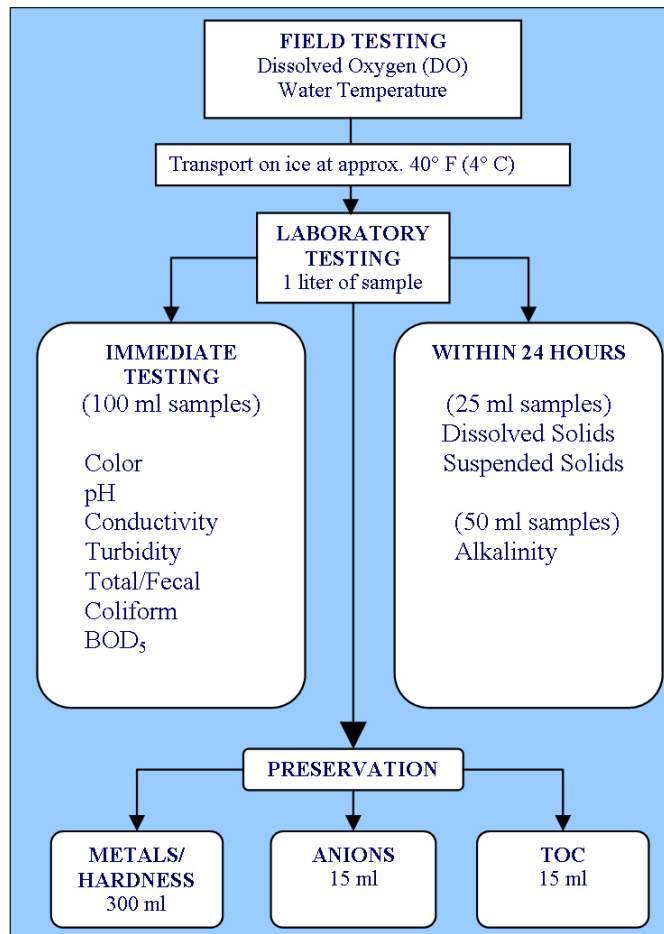 FIELD TESTING
Dissolved Oxygen (DO)
Water Temperature
Transport on ice at approx. 40° F (4° C)
LABORATORY
TESTING
1 liter of sample
IMMEDIATE
TESTING
(100 ml samples)
Color
pH
Conductivity
Turbidity
Total/Fecal
Coliform
BOD₅
WITHIN 24 HOURS
(25 ml samples)
Dissolved Solids
Suspended Solids
(50 ml samples)
Alkalinity
PRESERVATION
METALS/
HARDNESS
300 ml
ANIONS
15 ml
TOC
15 ml